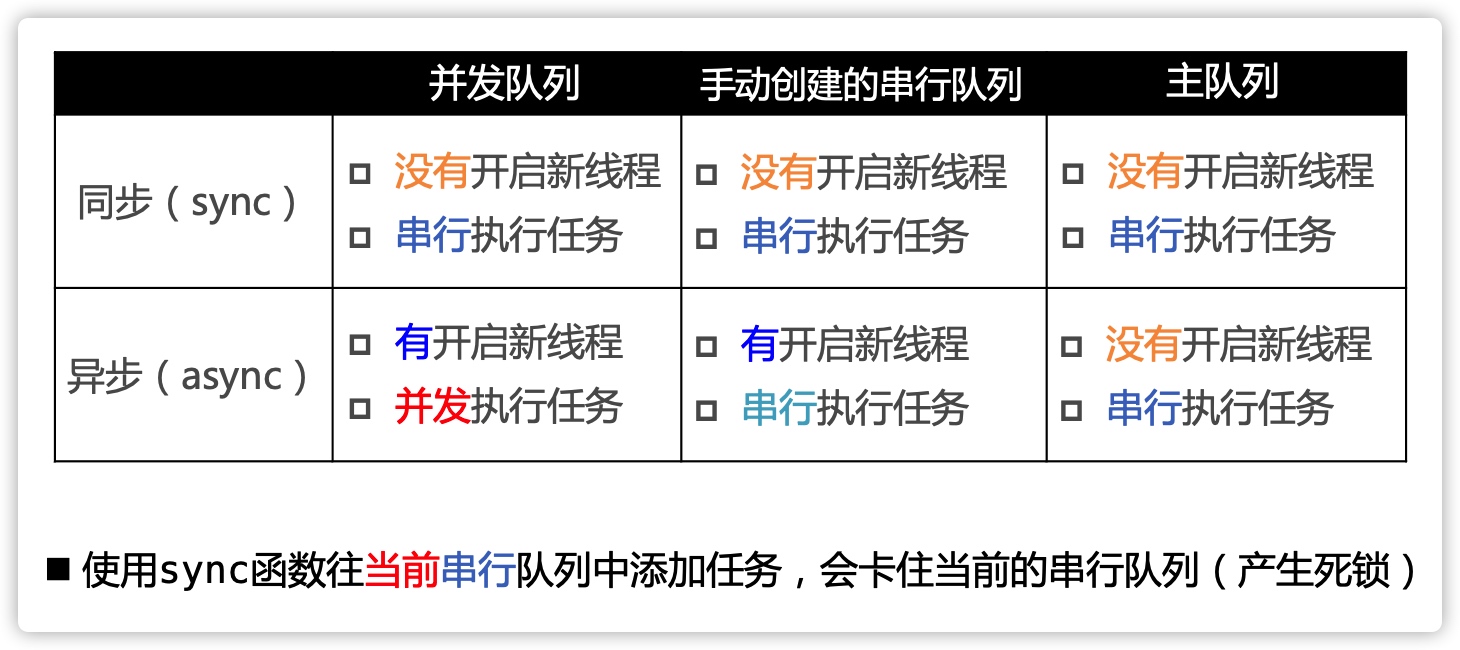 并发队列 手动创建的串行队列 主队列
同步（sync） 
没有开启新线程 没有开启新线程 没有开启新线程
串行执行任务 串行执行任务 串行执行任务
异步（async）
有开启新线程 有开启新线程 没有开启新线程
并发执行任务 串行执行任务 串行执行任务
使用sync函数往当前串行队列中添加任务，会卡住当前的串行队列（产生死锁）